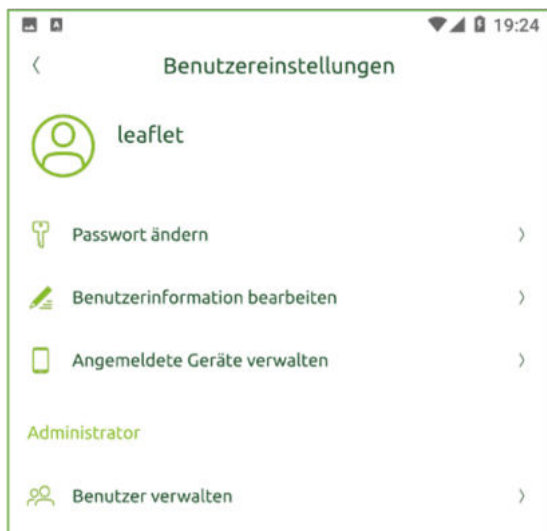 19:24
Benutzereinstellungen
leaflet
Passwort ändern
Benutzerinformation bearbeiten
Angemeldete Geräte verwalten
Administrator
Benutzer verwalten